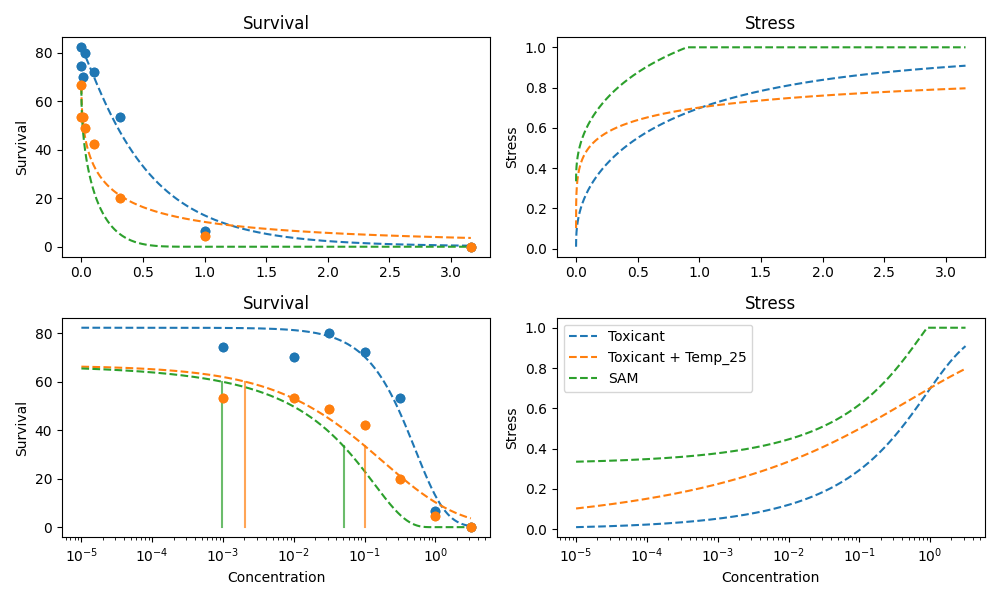 Survival
Survival
80
60
40
20
0
0.0 0.5 1.0 1.5 2.0 2.5 3.0
Stress
Stress
1.0
0.8
0.6
0.4
0.2
0.0
0.0 0.5 1.0 1.5 2.0 2.5 3.0
Survival
Survival
80
60
40
20
0
10⁻⁵ 10⁻⁴ 10⁻³ 10⁻² 10⁻¹ 10⁰
Concentration
Stress
Stress
1.0
0.8
0.6
0.4
0.2
0.0
Toxicant
Toxicant + Temp_25
SAM
10⁻⁵ 10⁻⁴ 10⁻³ 10⁻² 10⁻¹ 10⁰
Concentration